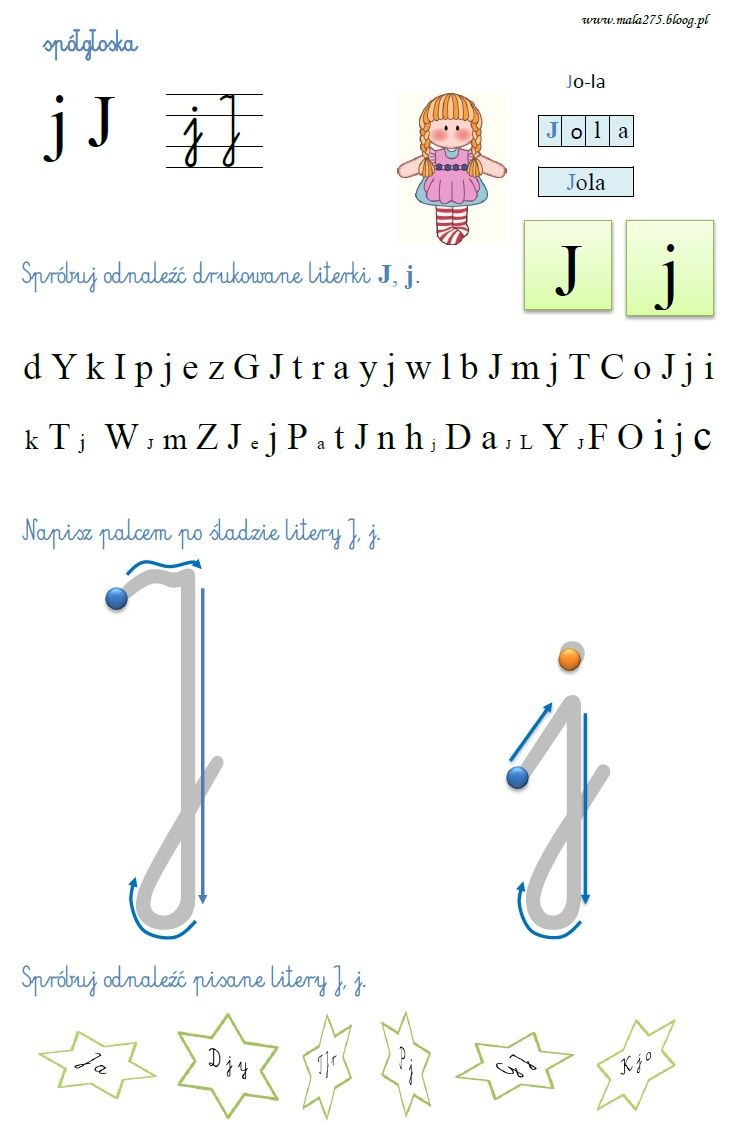 www.mala275.bloog.pl
spółgłoska
j J j J
Jo-la
J o l a
Jola
J j
Spróbuj odnaleźć drukowane literki J, j.
d Y k I p j e z G J t r a y j w l b J m j T C o J j i
k T j W J m Z J e j P a t J n h j D a J L Y J F O i j c
Napisz palcem po śladzie litery J, j.
J j
Spróbuj odnaleźć pisane litery J, j.
J a
D j y
T J r
P j
G J
K j o